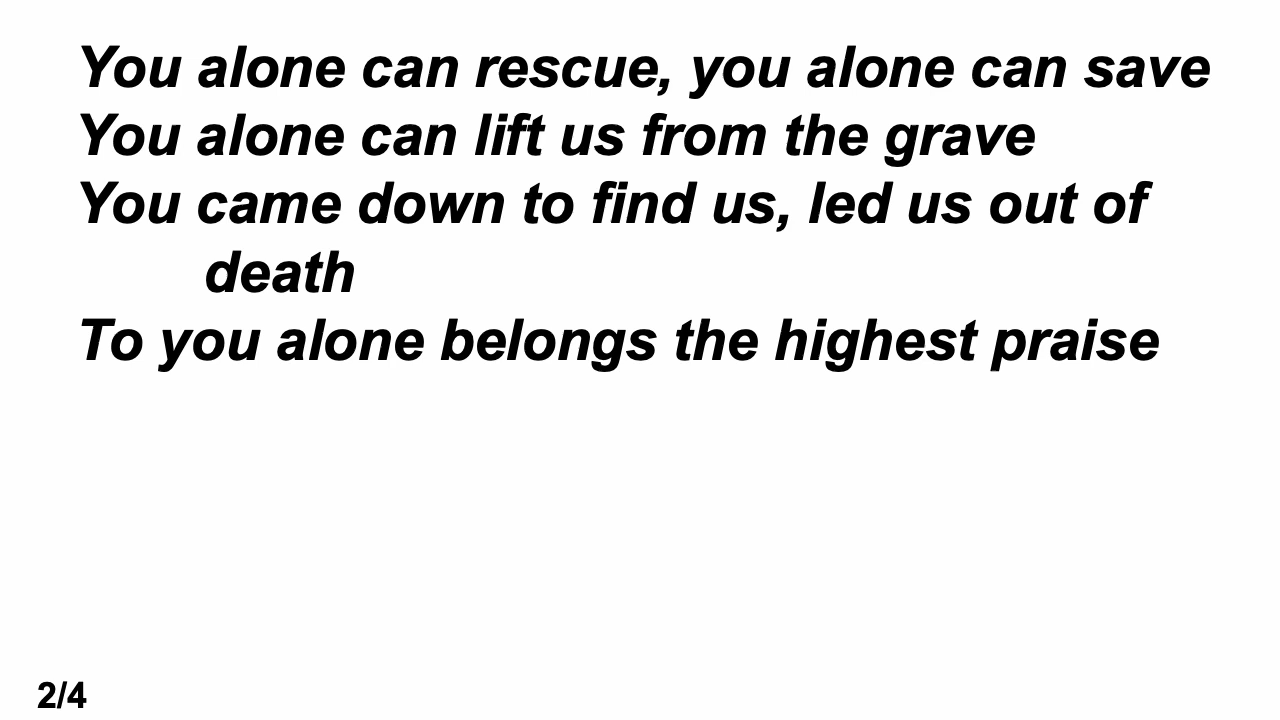 You alone can rescue, you alone can save
You alone can lift us from the grave
You came down to find us, led us out of
death
To you alone belongs the highest praise
2/4